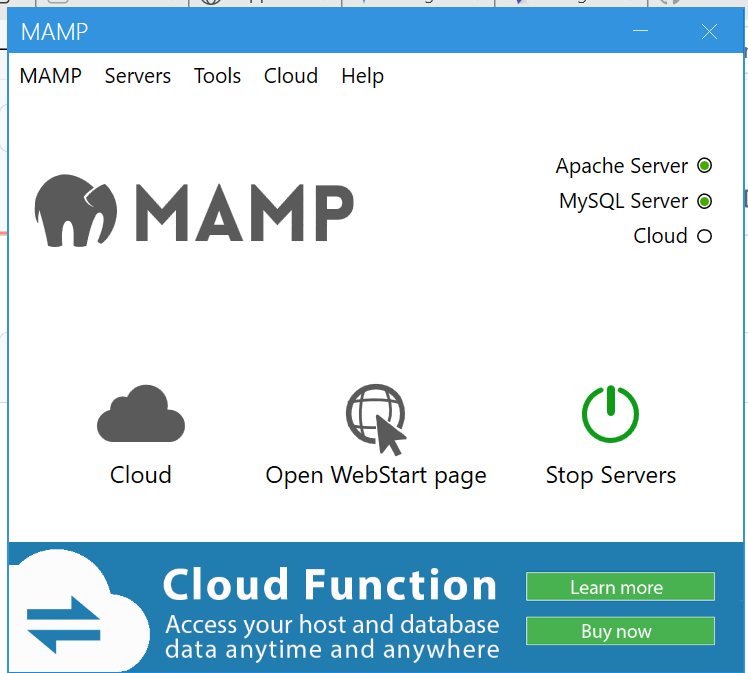 MAMP
MAMP Servers Tools Cloud Help
Apache Server
MySQL Server
Cloud
MAMP
Cloud
Open WebStart page
Stop Servers
Cloud Function
Access your host and database
data anytime and anywhere
Learn more
Buy now